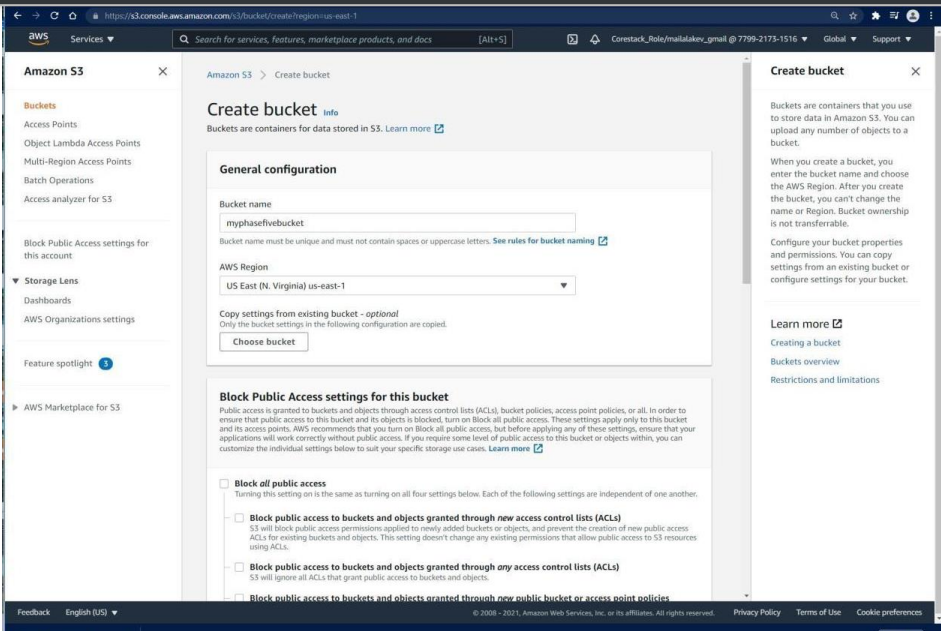 https://s3.console.aws.amazon.com/s3/bucket/create?region=us-east-1
aws
Services
Search for services, features, marketplace products, and docs
[Alt+S]
Corestack_Role/mailalakev_gmail @ 7799-2173-1516
Global
Support
Amazon S3
Buckets
Access Points
Object Lambda Access Points
Multi-Region Access Points
Batch Operations
Access analyzer for S3
Block Public Access settings for
this account
Storage Lens
Dashboards
AWS Organizations settings
Feature spotlight 3
AWS Marketplace for S3
Amazon S3 > Create bucket
Create bucket Info
Buckets are containers for data stored in S3. Learn more
General configuration
Bucket name
myphasefivebucket
Bucket name must be unique and must not contain spaces or uppercase letters. See rules for bucket naming
AWS Region
US East (N. Virginia) us-east-1
Copy settings from existing bucket - optional
Only the bucket settings in the following configuration are copied.
Choose bucket
Block Public Access settings for this bucket
Public access is granted to buckets and objects through access control lists (ACLs), bucket policies, access point policies, or all. In order to
ensure that public access to this bucket and its objects is blocked, turn on Block all public access. These settings apply only to this bucket
and its access points. AWS recommends that you turn on Block all public access, but before applying any of these settings, ensure that your
applications will work correctly without public access. If you require some level of public access to this bucket or objects within, you can
customize the individual settings below to suit your specific storage use cases. Learn more
Block all public access
Turning this setting on is the same as turning on all four settings below. Each of the following settings are independent of one another.
Block public access to buckets and objects granted through new access control lists (ACLs)
S3 will block public access permissions applied to newly added buckets or objects, and prevent the creation of new public access
ACLs for existing buckets and objects. This setting doesn't change any existing permissions that allow public access to S3 resources
using ACLs.
Block public access to buckets and objects granted through any access control lists (ACLs)
S3 will ignore all ACLs that grant public access to buckets and objects.
Block public access to buckets and objects granted through new public bucket or access point policies
Create bucket
Buckets are containers that you use
to store data in Amazon S3. You can
upload any number of objects to a
bucket.
When you create a bucket, you
enter the bucket name and choose
the AWS Region. After you create
the bucket, you can't change the
name or Region. Bucket ownership
is not transferrable.
Configure your bucket properties
and permissions. You can copy
settings from an existing bucket or
configure settings for your bucket.
Learn more
Creating a bucket
Buckets overview
Restrictions and limitations
Feedback
English (US)
© 2008 - 2021, Amazon Web Services, Inc. or its affiliates. All rights reserved.
Privacy Policy
Terms of Use
Cookie preferences